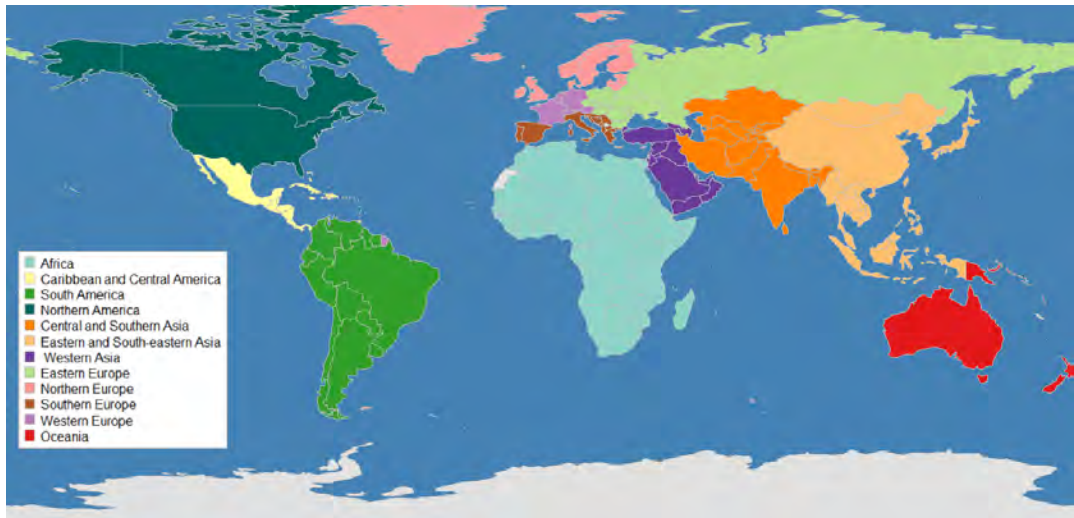 Africa
Caribbean and Central America
South America
Northern America
Central and Southern Asia
Eastern and South-eastern Asia
Western Asia
Eastern Europe
Northern Europe
Southern Europe
Western Europe
Oceania